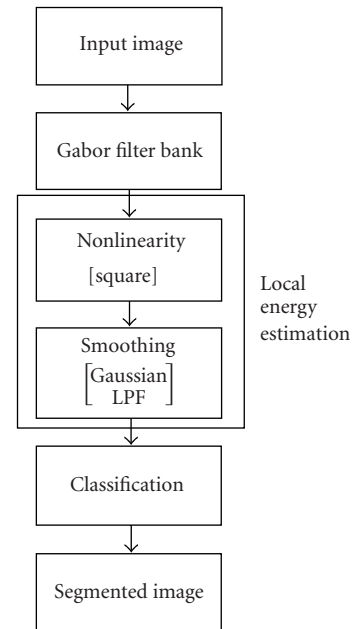 Input image
Gabor filter bank
Nonlinearity
[square]
Local
energy
estimation
Smoothing
[Gaussian
LPF]
Classification
Segmented image